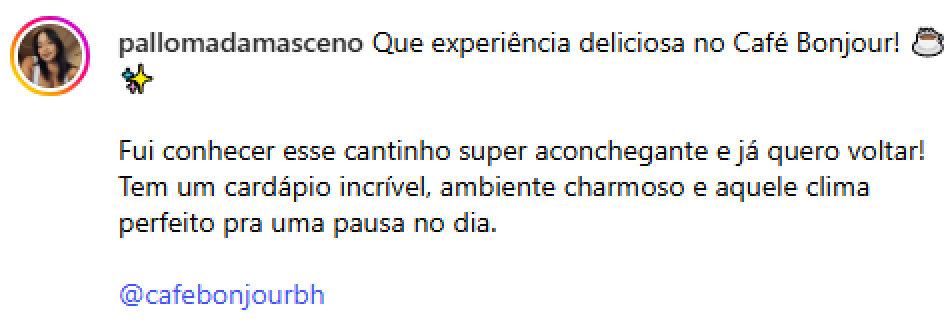 pallomadamasceno Que experiência deliciosa no Café Bonjour! ☕
✨
Fui conhecer esse cantinho super aconchegante e já quero voltar!
Tem um cardápio incrível, ambiente charmoso e aquele clima
perfeito pra uma pausa no dia.
@cafebonjourbh